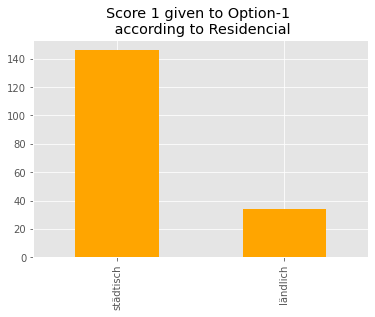 Score 1 given to Option-1
according to Residencial
140
120
100
80
60
40
20
0
städtisch
ländlich